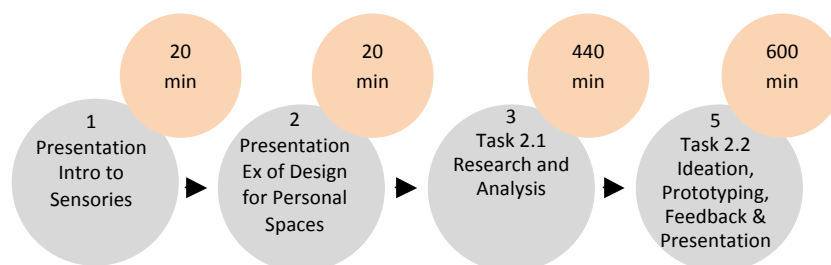 20
min
1
Presentation
Intro to
Sensories
20
min
2
Presentation
Ex of Design
for Personal
Spaces
440
min
3
Task 2.1
Research and
Analysis
600
min
5
Task 2.2
Ideation,
Prototyping,
Feedback &
Presentation